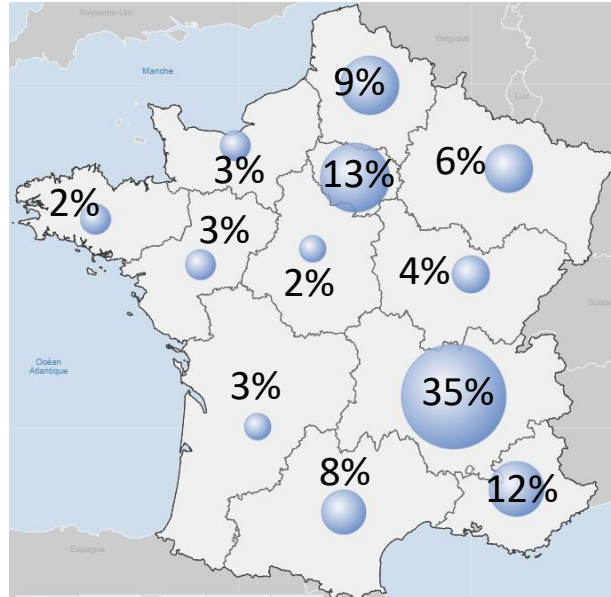 Royaume-Uni
Belgique
Manche
Lux.
9%
3%
13%
6%
2%
3%
2%
4%
Suisse
Océan
Atlantique
3%
35%
8%
12%
Espagne